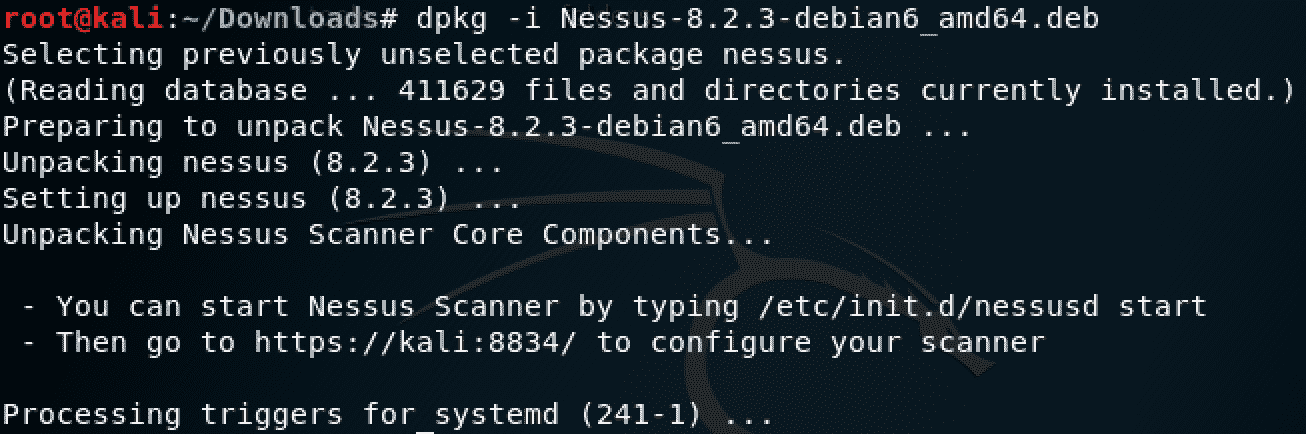 root@kali:~/Downloads# dpkg -i Nessus-8.2.3-debian6_amd64.deb
Selecting previously unselected package nessus.
(Reading database ... 411629 files and directories currently installed.)
Preparing to unpack Nessus-8.2.3-debian6_amd64.deb ...
Unpacking nessus (8.2.3) ...
Setting up nessus (8.2.3) ...
Unpacking Nessus Scanner Core Components...
- You can start Nessus Scanner by typing /etc/init.d/nessusd start
- Then go to https://kali:8834/ to configure your scanner
Processing triggers for systemd (241-1) ...